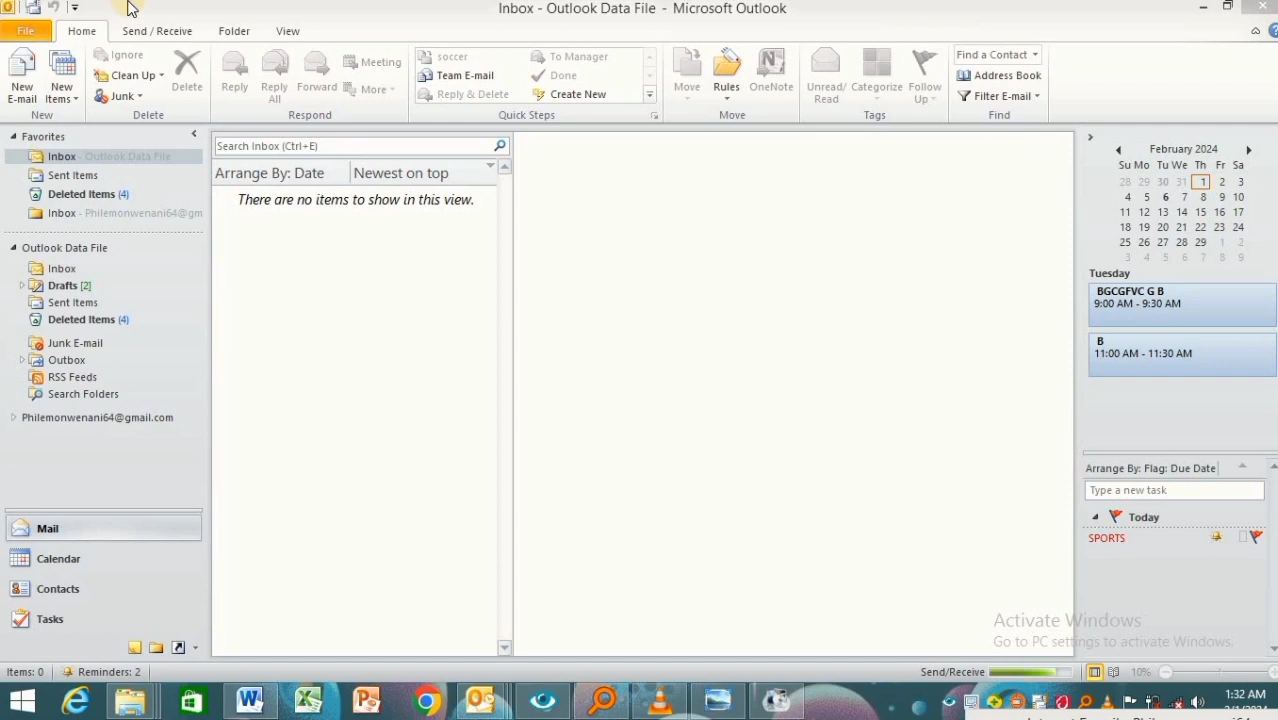 Inbox - Outlook Data File - Microsoft Outlook
File Home Send / Receive Folder View
New E-mail
New Items
Ignore
Clean Up
Junk
Delete
Reply
Reply All
Forward
Meeting
More
soccer
Team E-mail
Reply & Delete
To Manager
Done
Create New
Move
Rules
OneNote
Unread/ Read
Categorize
Follow Up
Find a Contact
Address Book
Filter E-mail
New Delete Respond Quick Steps Move Tags Find
Favorites
Inbox - Outlook Data File
Sent Items
Deleted Items (4)
Inbox - Philemonwenani64@gm
Outlook Data File
Inbox
Drafts [2]
Sent Items
Deleted Items (4)
Junk E-mail
Outbox
RSS Feeds
Search Folders
Philemonwenani64@gmail.com
Mail
Calendar
Contacts
Tasks
Search Inbox (Ctrl+E)
Arrange By: Date Newest on top
There are no items to show in this view.
February 2024
Su Mo Tu We Th Fr Sa
28 29 30 31 1 2 3
4 5 6 7 8 9 10
11 12 13 14 15 16 17
18 19 20 21 22 23 24
25 26 27 28 29 1 2
3 4 5 6 7 8 9
Tuesday
BGCGFVC G B
9:00 AM - 9:30 AM
B
11:00 AM - 11:30 AM
Arrange By: Flag: Due Date
Type a new task
Today
SPORTS
Activate Windows
Go to PC settings to activate Windows.
Items: 0 Reminders: 2 Send/Receive 10%
1:32 AM